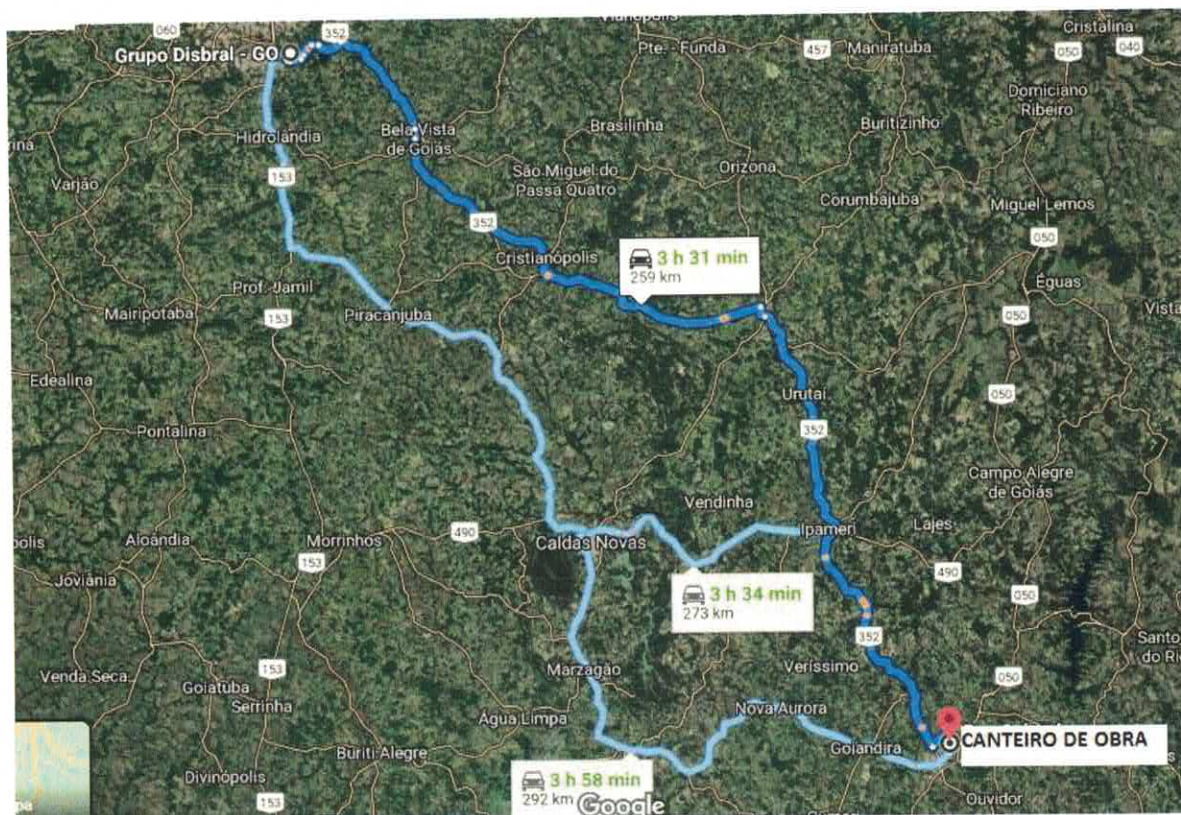 060
352
Grupo Disbral - GO
Pte. - Funda
457
Maniratuba
Cristalina
050
040
Domiciano
Ribeiro
Hidrolândia
Bela Vista
de Goiás
Brasilinha
Buritizinho
153
Varjão
São Miguel do
Passa Quatro
Orizona
Corumbajuba
Miguel Lemos
352
050
Cristianópolis
3 h 31 min
259 km
Éguas
Prof. Jamil
Mairipotaba
153
Piracanjuba
050
Vista
Edealina
Urutaí
050
Pontalina
352
Campo Alegre
de Goiás
Vendinha
Aloândia
Morrinhos
490
Caldas Novas
Ipameri
Lajes
Joviânia
153
490
3 h 34 min
273 km
050
352
Santo
do Ri
Venda Seca
153
Marzagão
Veríssimo
050
Goiatuba
Serrinha
Água Limpa
Nova Aurora
Buriti Alegre
Goiandira
CANTEIRO DE OBRA
Divinópolis
3 h 58 min
292 km
Google
153
Ouvidor